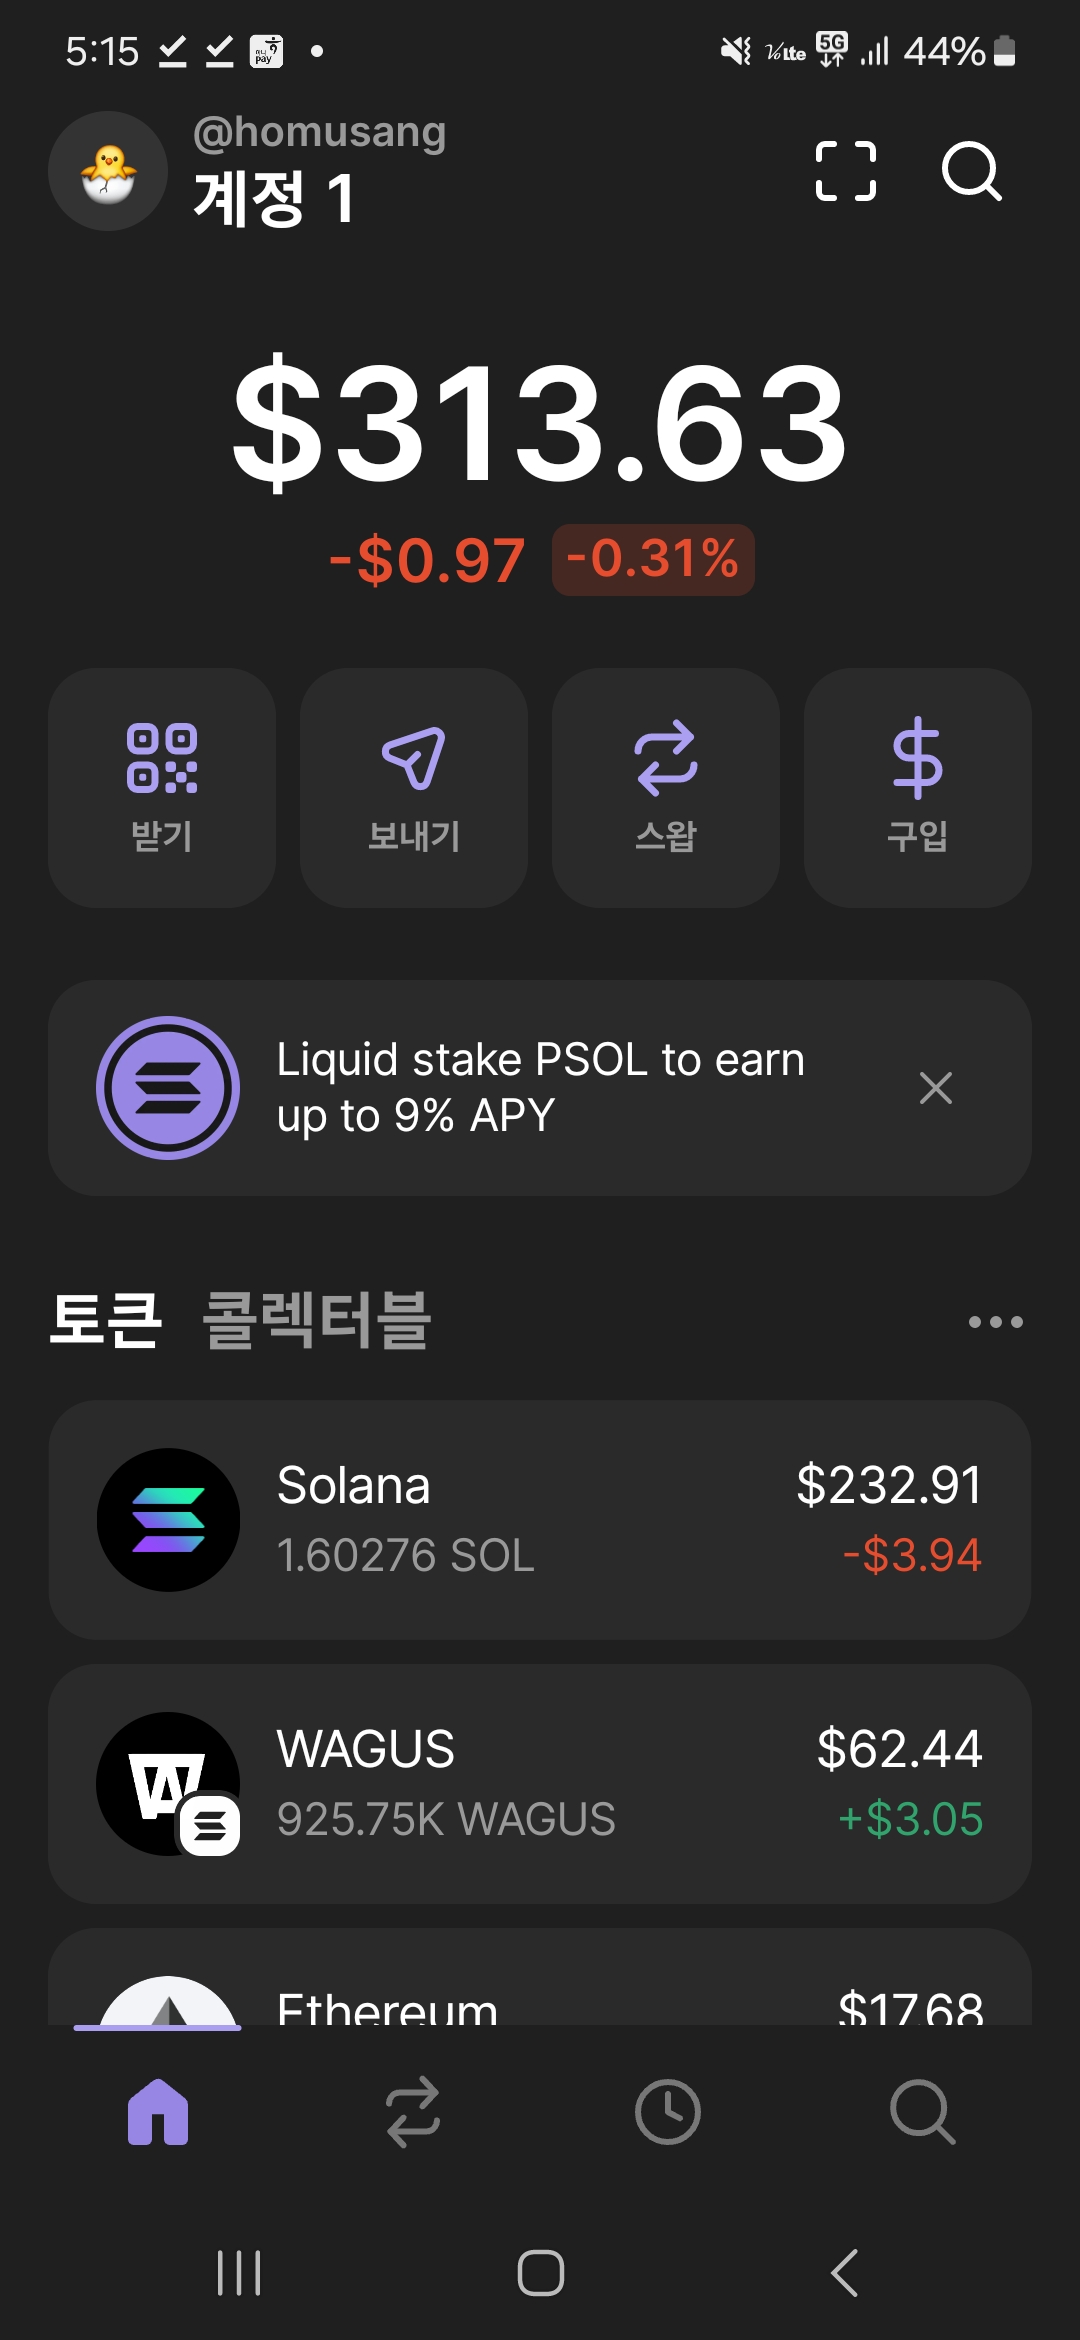 5:15
5G
44%
@homusang
계정 1
$313.63
-$0.97 -0.31%
받기 보내기 스왑 구입
Liquid stake PSOL to earn
up to 9% APY
토큰 콜렉터블
Solana $232.91
1.60276 SOL -$3.94
WAGUS $62.44
925.75K WAGUS +$3.05
Ethereum $17.68